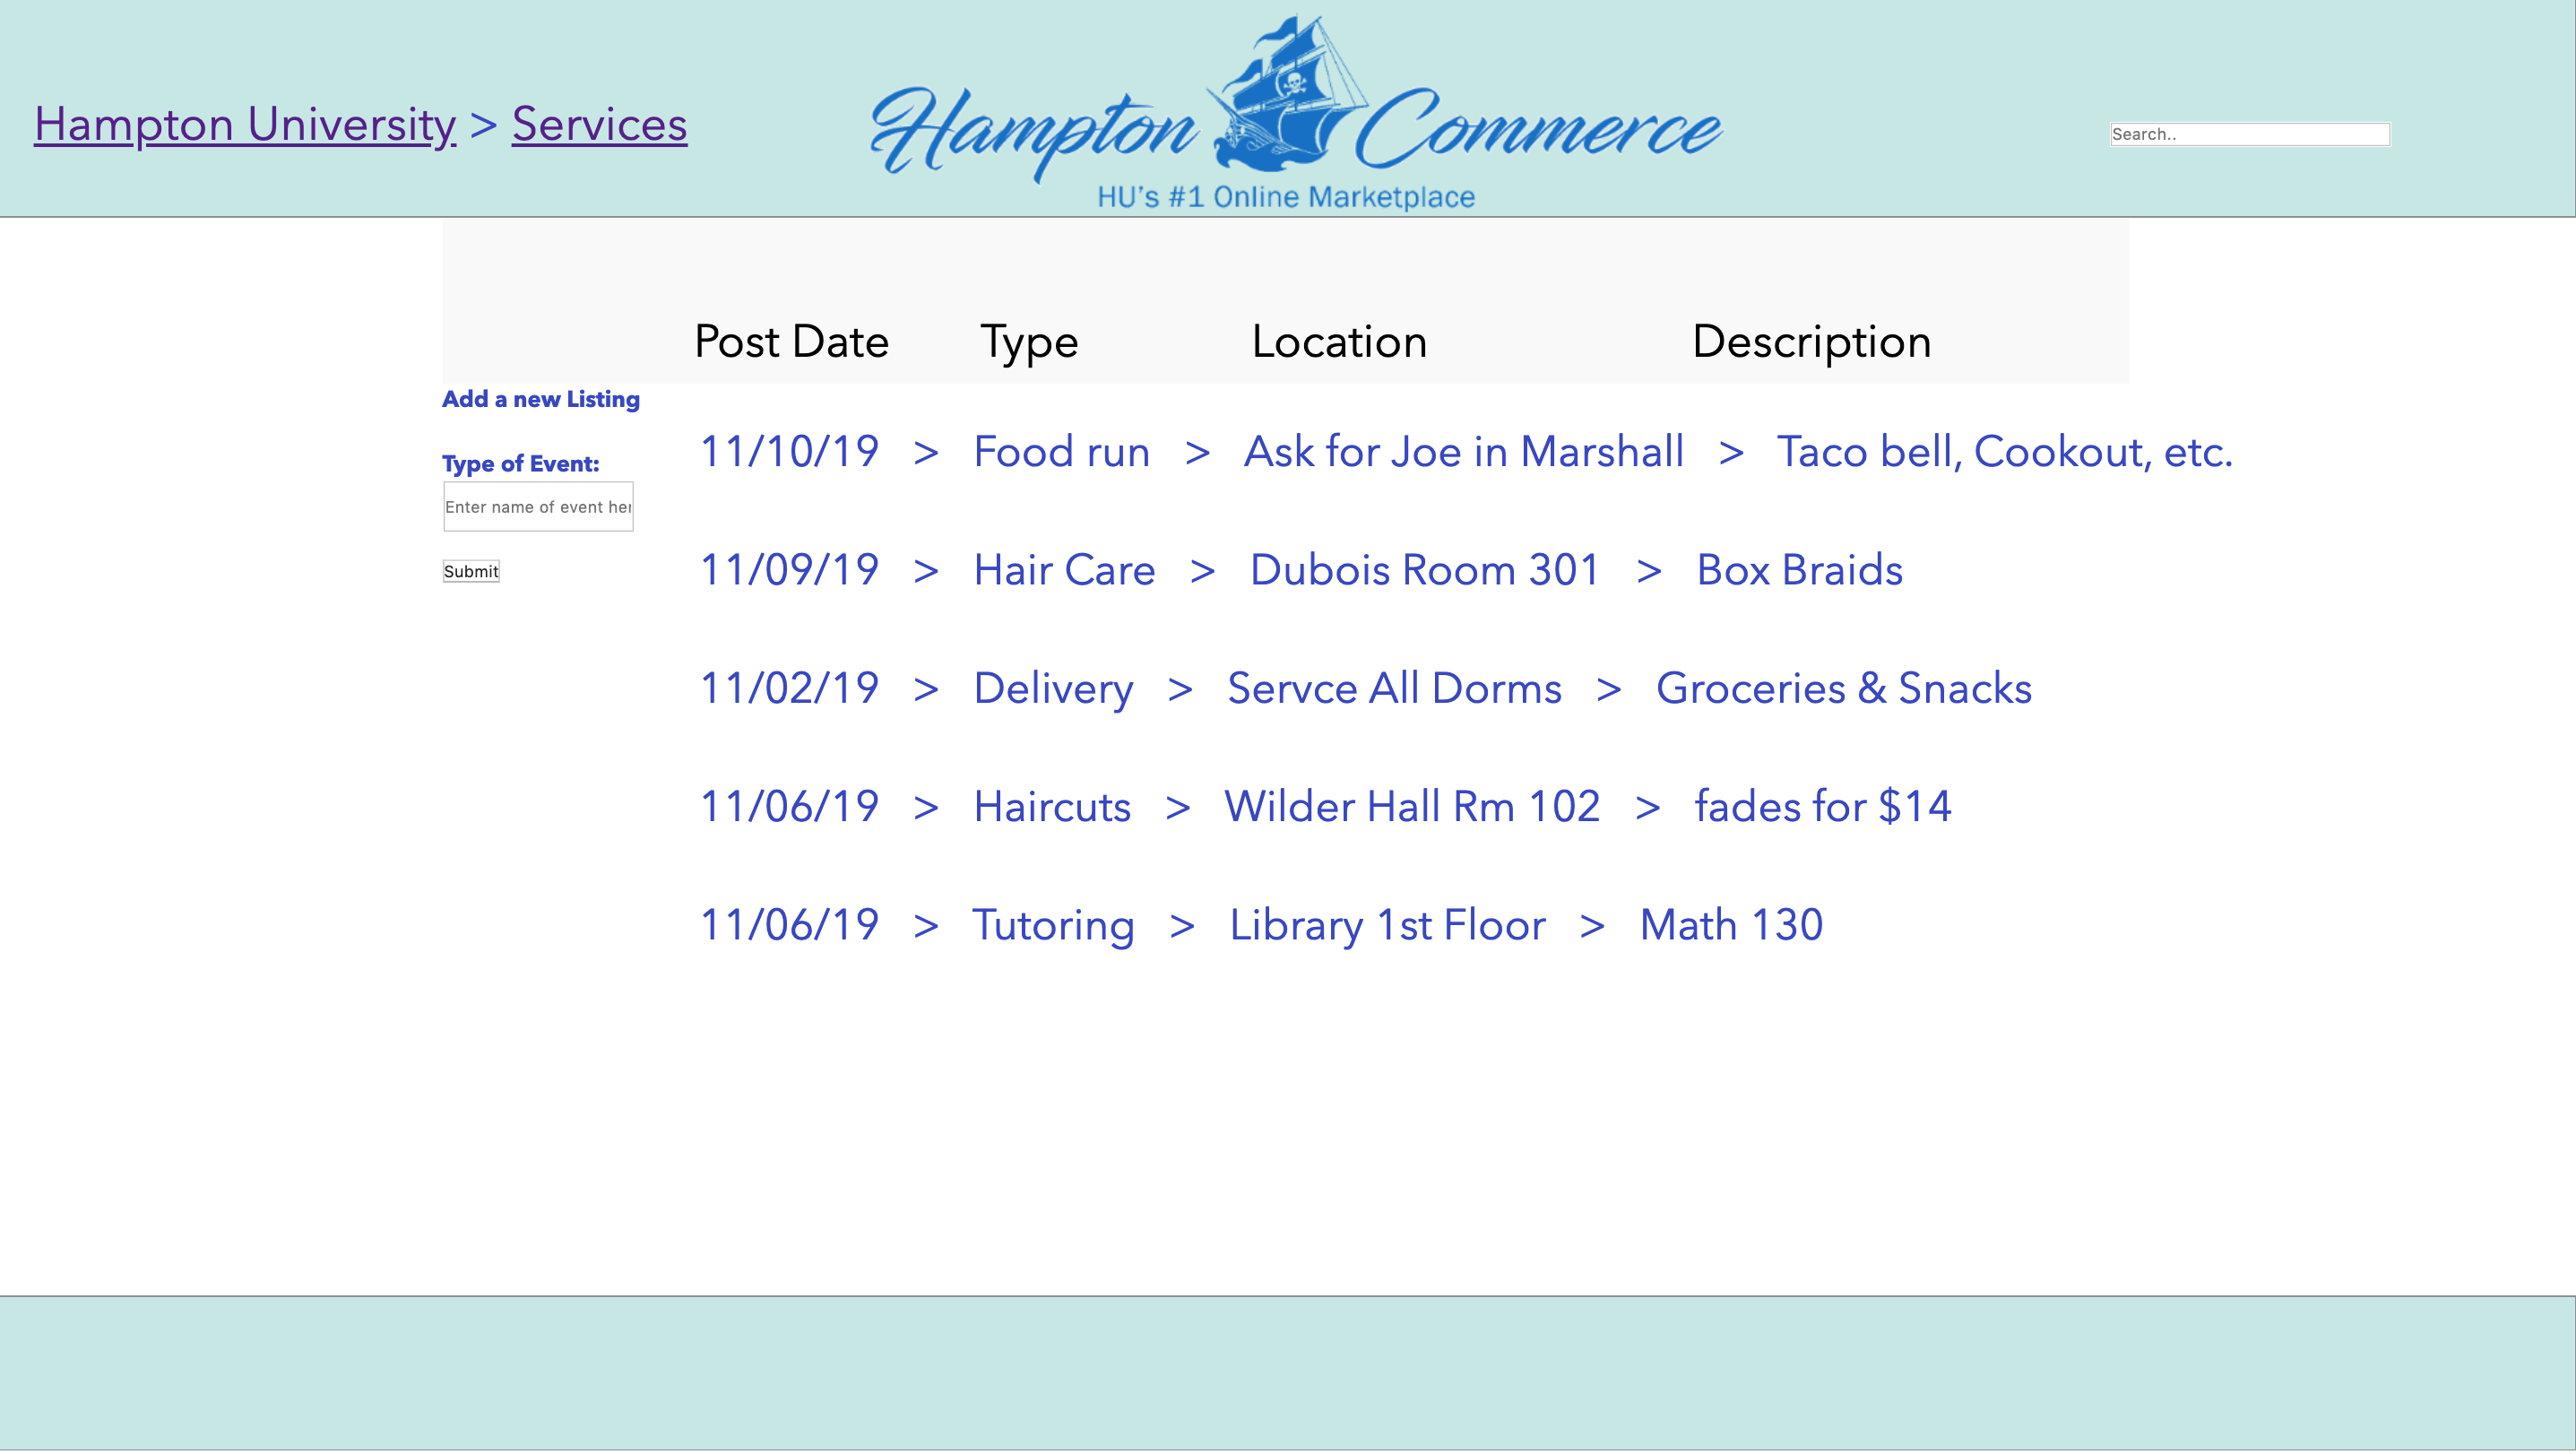 Hampton University > Services
Hampton Commerce
HU's #1 Online Marketplace
Search..
Post Date Type Location Description
Add a new Listing
Type of Event:
Enter name of event her
Submit
11/10/19 > Food run > Ask for Joe in Marshall > Taco bell, Cookout, etc.
11/09/19 > Hair Care > Dubois Room 301 > Box Braids
11/02/19 > Delivery > Servce All Dorms > Groceries & Snacks
11/06/19 > Haircuts > Wilder Hall Rm 102 > fades for $14
11/06/19 > Tutoring > Library 1st Floor > Math 130